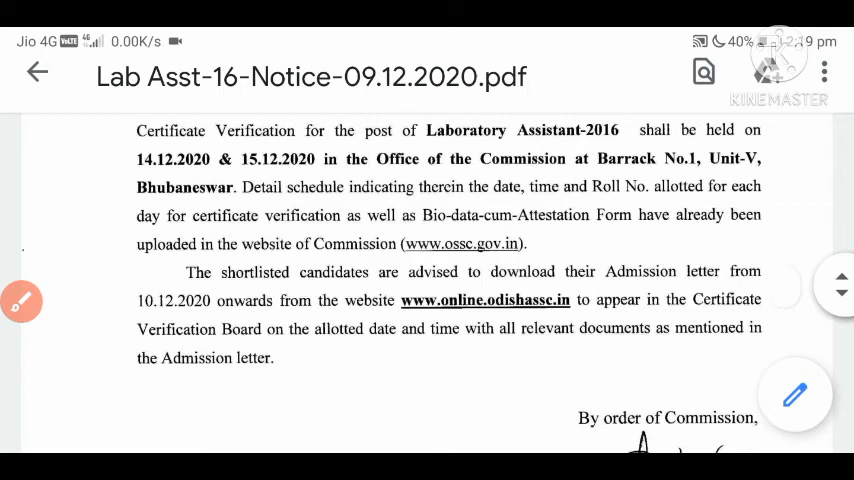 Jio 4G VoLTE 4G 0.00K/s 40% 2:19 pm
Lab Asst-16-Notice-09.12.2020.pdf
KINEMASTER
Certificate Verification for the post of Laboratory Assistant-2016 shall be held on
14.12.2020 & 15.12.2020 in the Office of the Commission at Barrack No.1, Unit-V,
Bhubaneswar. Detail schedule indicating therein the date, time and Roll No. allotted for each
day for certificate verification as well as Bio-data-cum-Attestation Form have already been
uploaded in the website of Commission (www.ossc.gov.in).
The shortlisted candidates are advised to download their Admission letter from
10.12.2020 onwards from the website www.online.odishassc.in to appear in the Certificate
Verification Board on the allotted date and time with all relevant documents as mentioned in
the Admission letter.
By order of Commission,